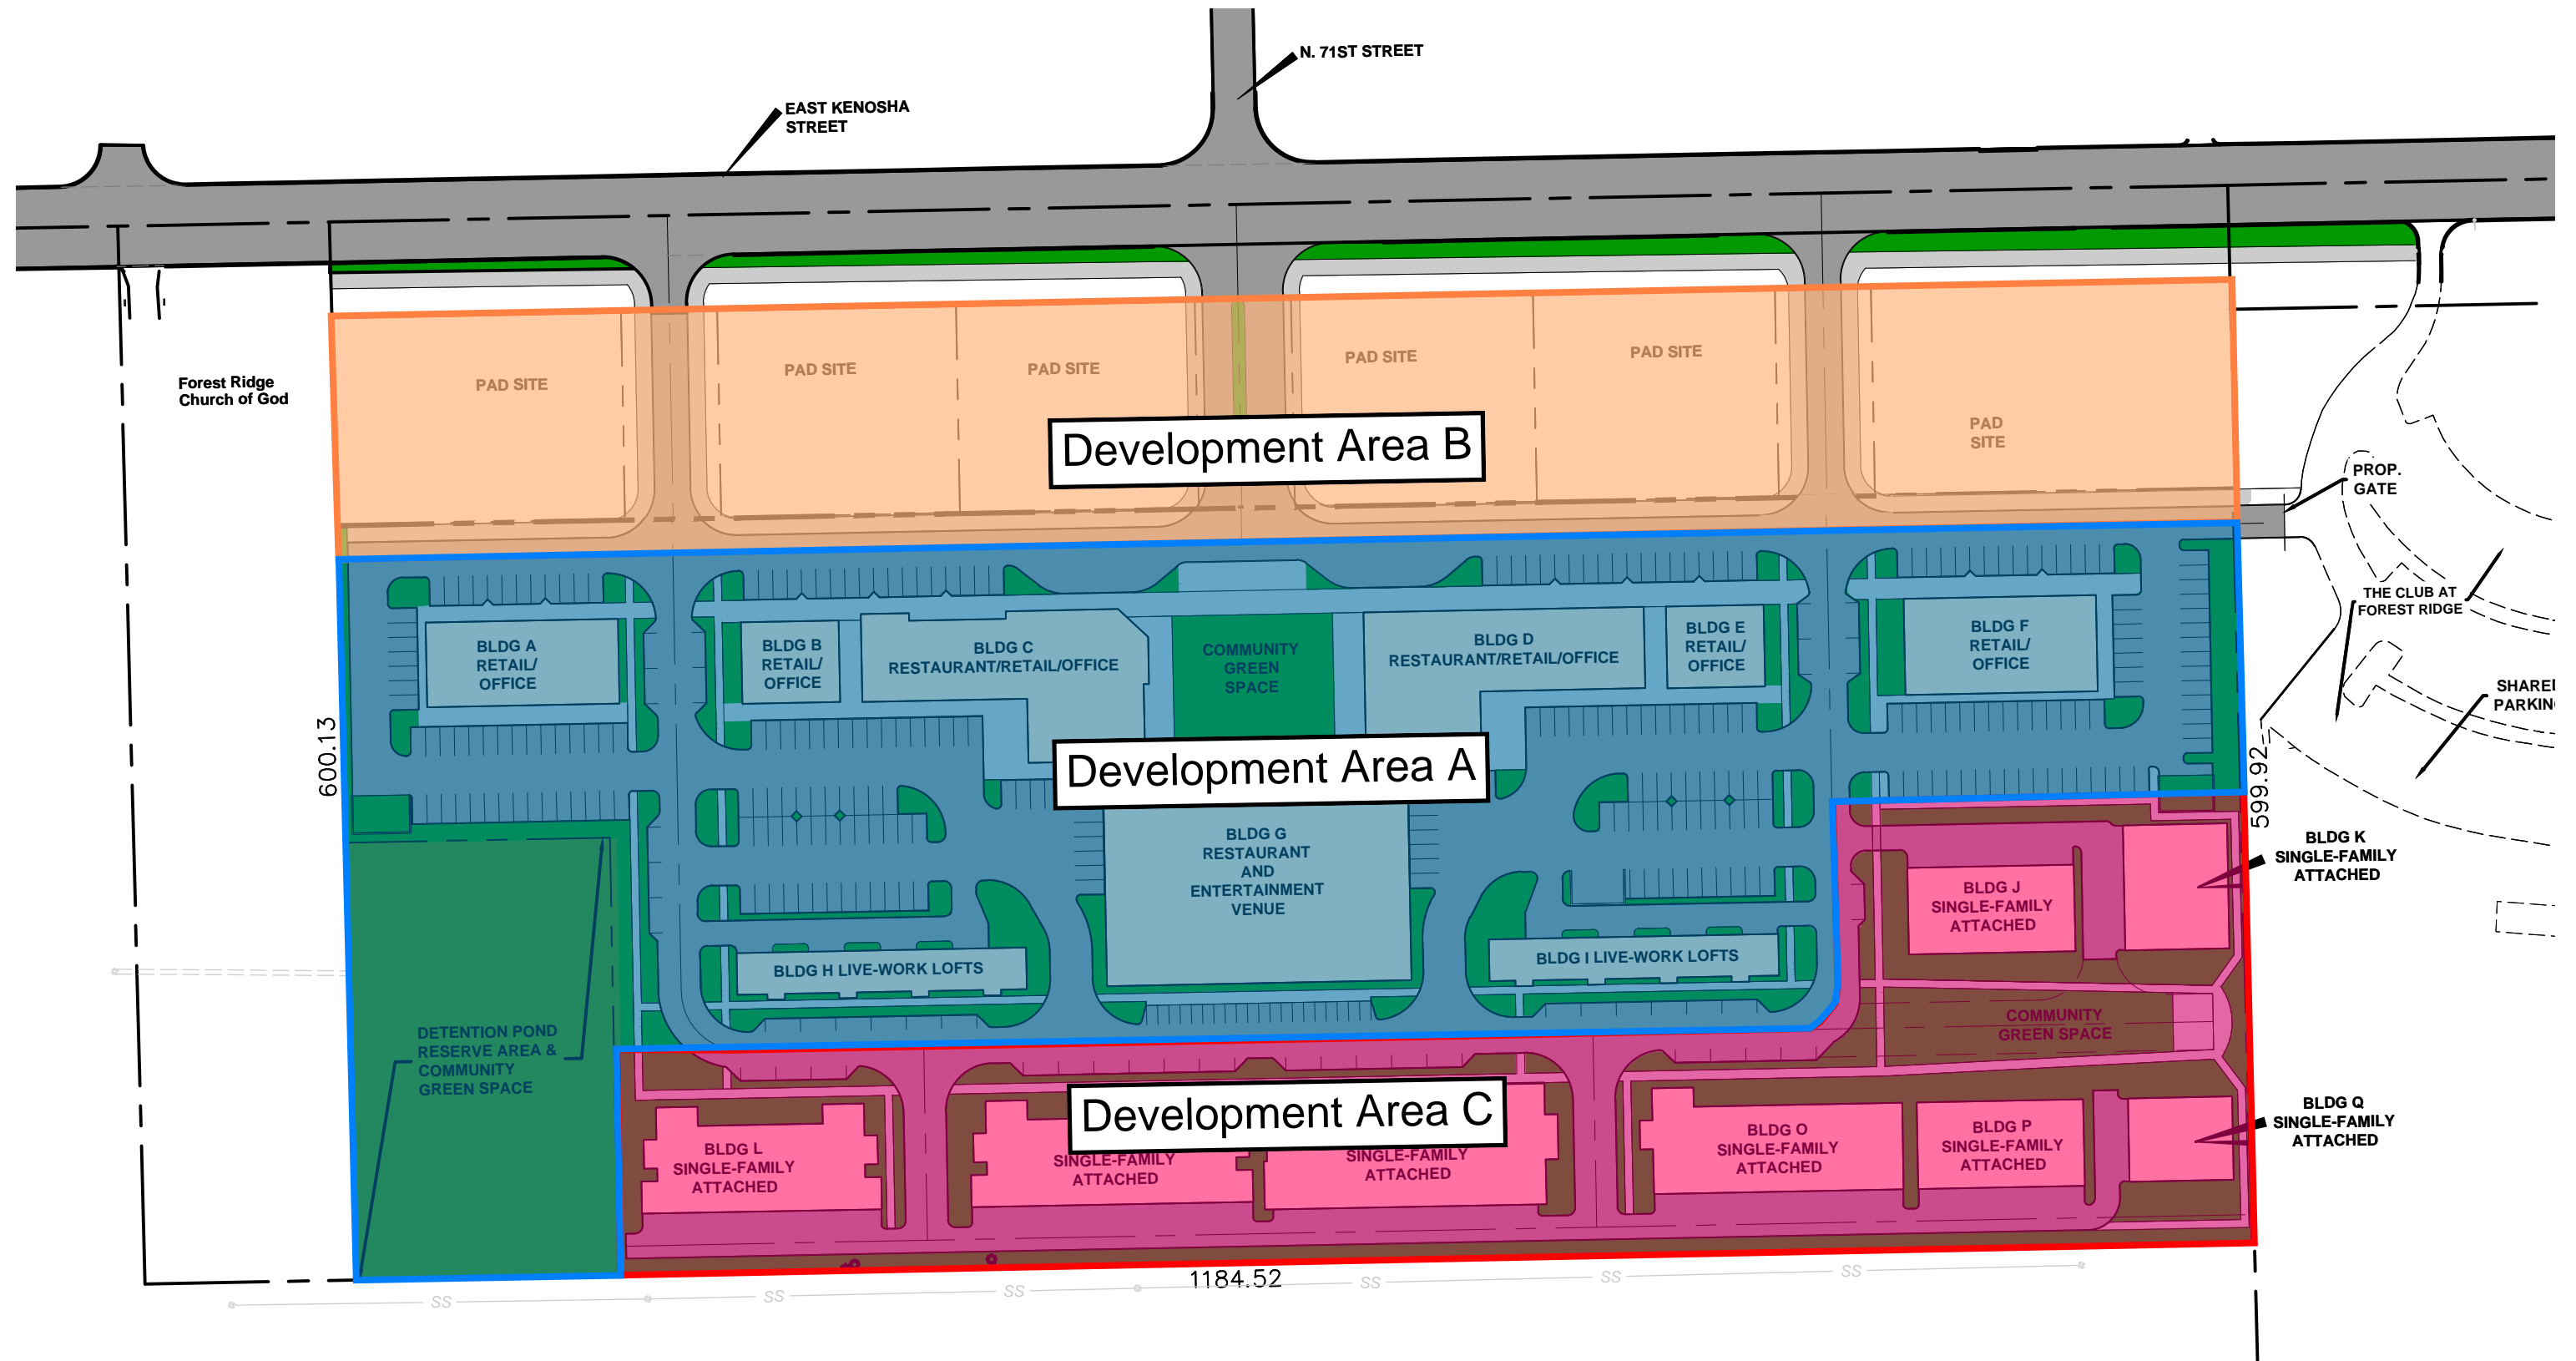 N. 71ST STREET
EAST KENOSHA
STREET
Forest Ridge
Church of God
PAD SITE
PAD SITE
PAD SITE
PAD SITE
PAD SITE
PAD
SITE
Development Area B
PROP.
GATE
THE CLUB AT
FOREST RIDGE
BLDG A
RETAIL/
OFFICE
BLDG B
RETAIL/
OFFICE
BLDG C
RESTAURANT/RETAIL/OFFICE
COMMUNITY
GREEN
SPACE
BLDG D
RESTAURANT/RETAIL/OFFICE
BLDG E
RETAIL/
OFFICE
BLDG F
RETAIL/
OFFICE
600.13
599.92
Development Area A
BLDG G
RESTAURANT
AND
ENTERTAINMENT
VENUE
BLDG J
SINGLE-FAMILY
ATTACHED
BLDG K
SINGLE-FAMILY
ATTACHED
BLDG H LIVE-WORK LOFTS
BLDG I LIVE-WORK LOFTS
DETENTION POND
RESERVE AREA &
COMMUNITY
GREEN SPACE
COMMUNITY
GREEN SPACE
Development Area C
BLDG L
SINGLE-FAMILY
ATTACHED
SINGLE-FAMILY
ATTACHED
SINGLE-FAMILY
ATTACHED
BLDG O
SINGLE-FAMILY
ATTACHED
BLDG P
SINGLE-FAMILY
ATTACHED
BLDG Q
SINGLE-FAMILY
ATTACHED
1184.52
SS
SS
SS
SS
SS
SS